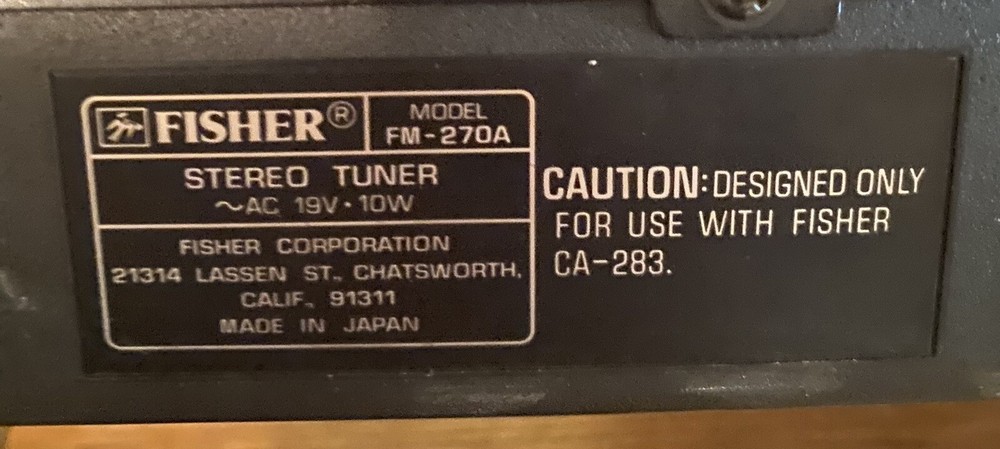 FISHER®
MODEL
FM-270A
STEREO TUNER
~AC 19V・10W
FISHER CORPORATION
21314 LASSEN ST., CHATSWORTH,
CALIF., 91311
MADE IN JAPAN
CAUTION: DESIGNED ONLY
FOR USE WITH FISHER
CA-283.